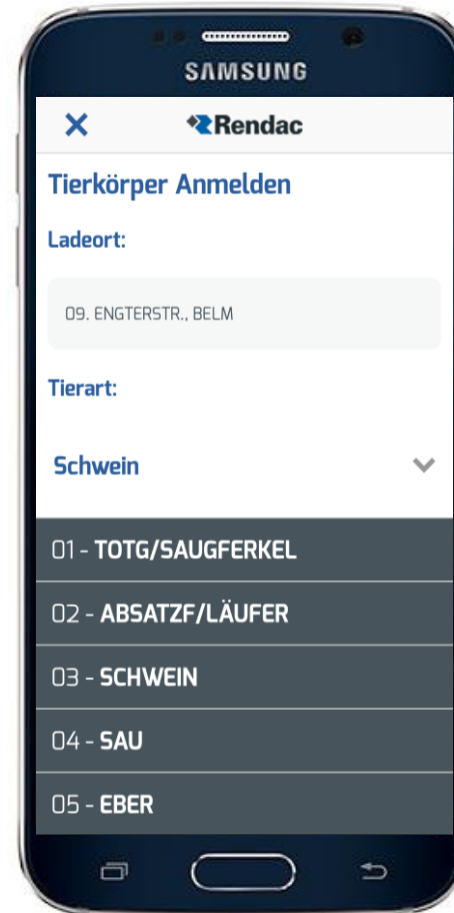 SAMSUNG
Rendac
Tierkörper Anmelden
Ladeort:
09. ENGTERSTR., BELM
Tierart:
Schwein
01 - TOTG/SAUGFERKEL
02 - ABSATZF/LÄUFER
03 - SCHWEIN
04 - SAU
05 - EBER